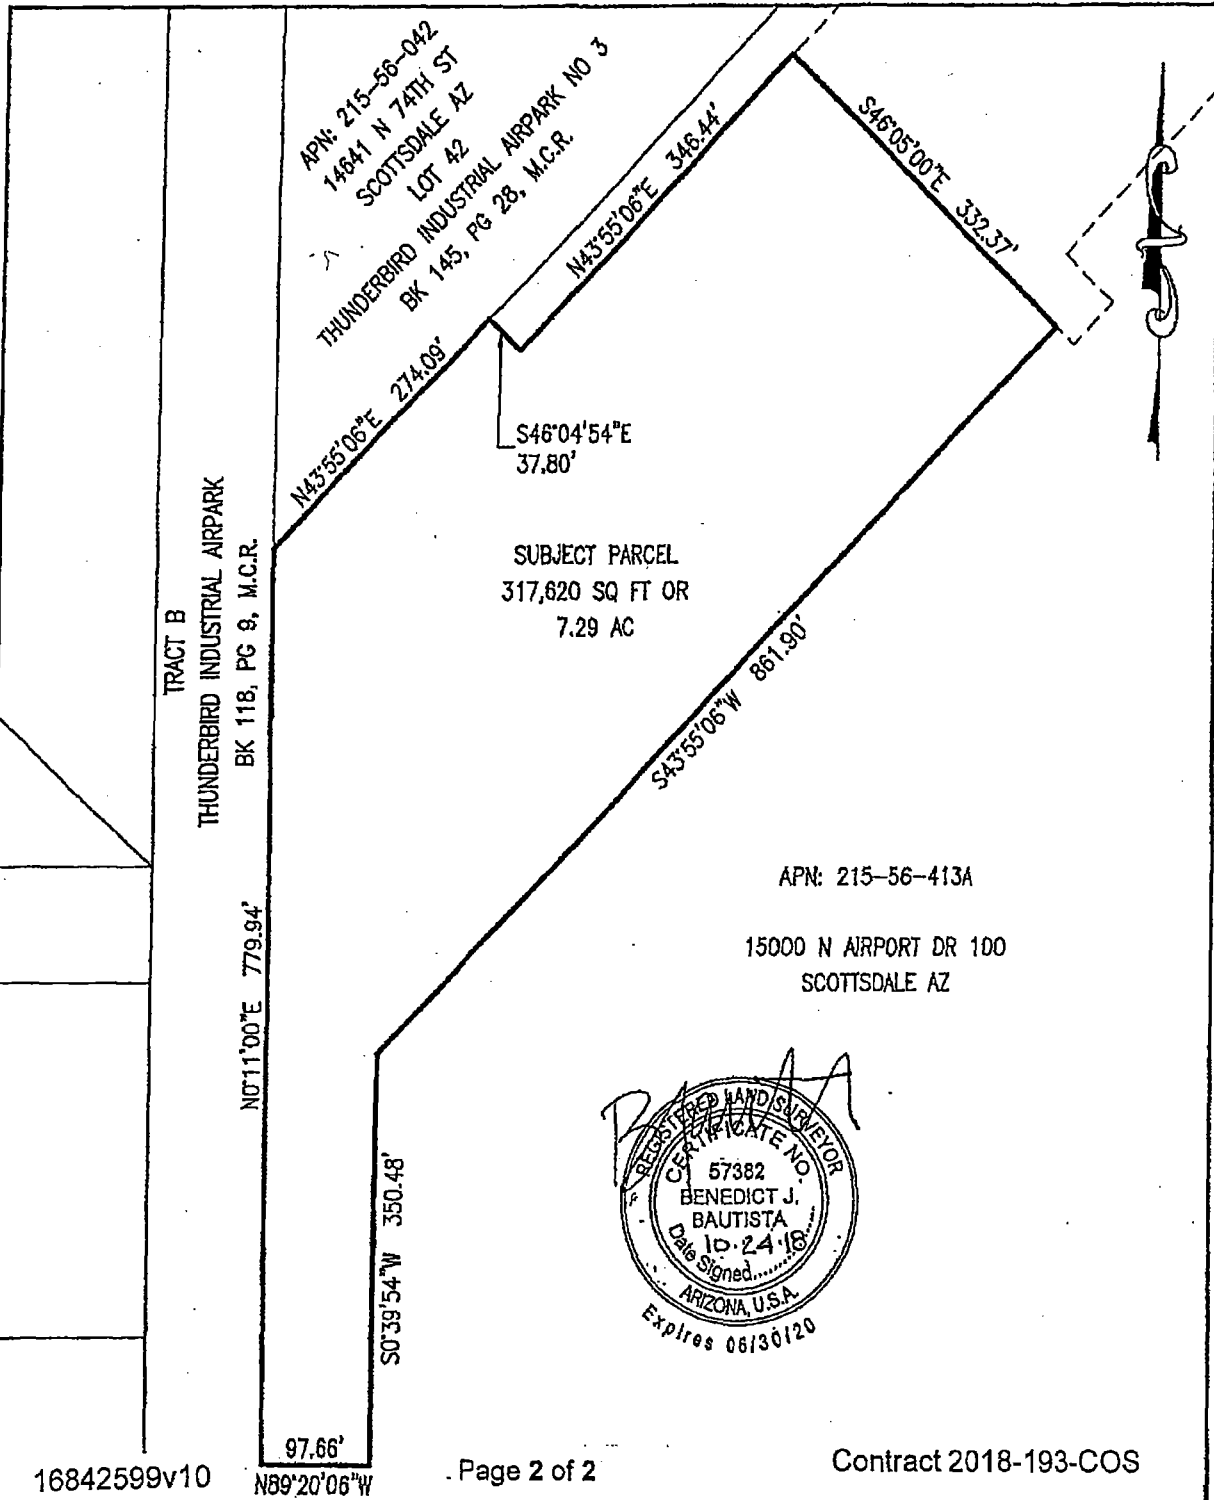 APN: 215-56-042
14641 N 74TH ST
SCOTTSDALE AZ
LOT 42
THUNDERBIRD INDUSTRIAL AIRPARK NO 3
BK 145, PG 28, M.C.R.
N43°55'06"E 346.44'
S46°05'00"E 332.37'
N43°55'06"E 274.09'
S46°04'54"E
37.80'
SUBJECT PARCEL
317,620 SQ FT OR
7.29 AC
TRACT B
THUNDERBIRD INDUSTRIAL AIRPARK
BK 118, PG 9, M.C.R.
S43°55'06"W 861.90'
APN: 215-56-413A
15000 N AIRPORT DR 100
SCOTTSDALE AZ
N0°11'00"E 779.94'
S0°39'54"W 350.48'
REGISTERED LAND SURVEYOR
CERTIFICATE NO.
57382
BENEDICT J.
BAUTISTA
10-24-18
Date Signed..........
ARIZONA, U.S.A.
Expires 06/30/20
97.66'
N89°20'06"W
16842599v10
Page 2 of 2
Contract 2018-193-COS